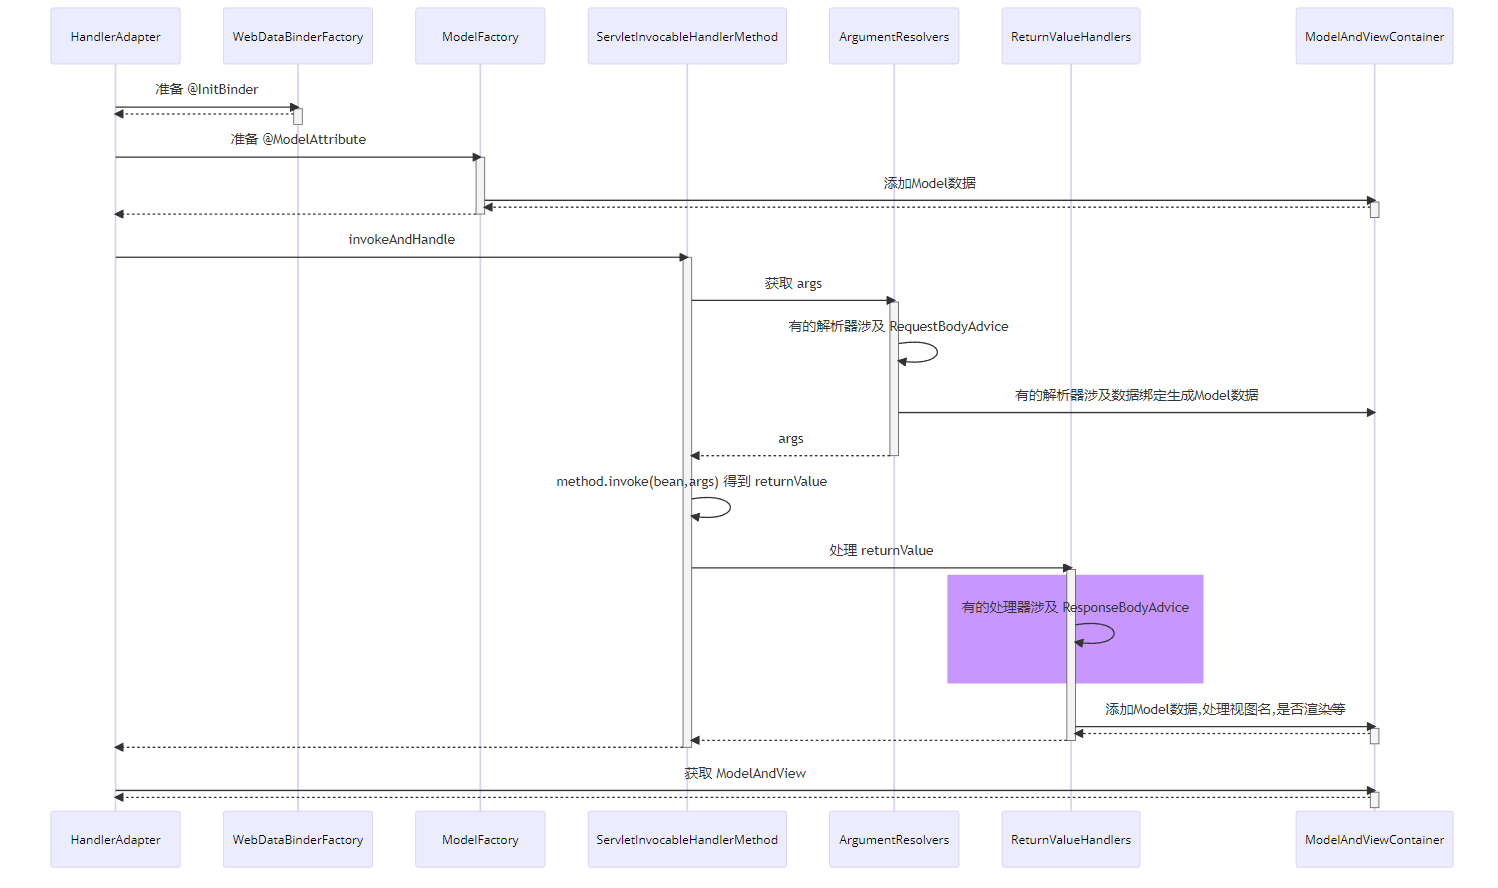 HandlerAdapter
WebDataBinderFactory
ModelFactory
ServletInvocableHandlerMethod
ArgumentResolvers
ReturnValueHandlers
ModelAndViewContainer
准备 @InitBinder
准备 @ModelAttribute
添加Model数据
invokeAndHandle
获取 args
有的解析器涉及 RequestBodyAdvice
有的解析器涉及数据绑定生成Model数据
args
method.invoke(bean,args) 得到 returnValue
处理 returnValue
有的处理器涉及 ResponseBodyAdvice
添加Model数据,处理视图名,是否渲染等
获取 ModelAndView
HandlerAdapter
WebDataBinderFactory
ModelFactory
ServletInvocableHandlerMethod
ArgumentResolvers
ReturnValueHandlers
ModelAndViewContainer